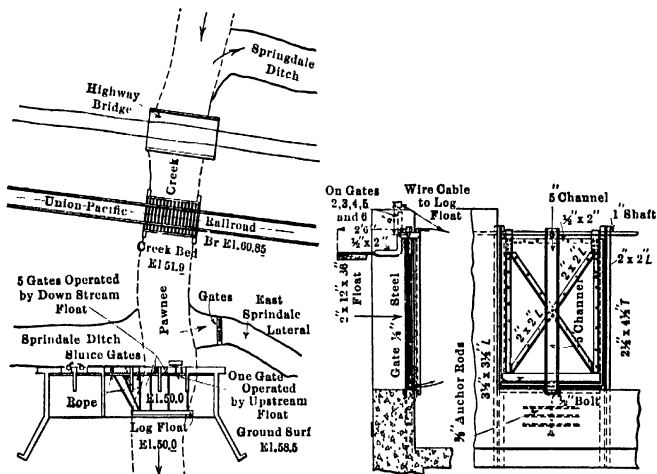 Springdale
Ditch
Highway
Bridge
Creek
Union-Pacific
Railroad
Br El.60.85
Creek Bed
El 51.0
5 Gates Operated
by Down Stream
Float
Pawnee
Gates
East
Sprindale
Lateral
Sprindale Ditch
Sluice Gates
One Gate
Operated
by Upstream
Float
Rope
El.50.0
Log Float
El.50.0
Ground Surf
El.58.5
On Gates
2,3,4,5
and 6
2'6"
½"x 2"
Wire Cable
to Log
Float
2"x 12"x 36"
Float
Gate ¼" Steel
⅜" Anchor Rods
3½"x 3½"L
5" Channel
½"x 2"
1" Shaft
2"x 2"L
2"x 2"L
2"x 2"L
5" Channel
2½"x 4½"T
½" Bolt